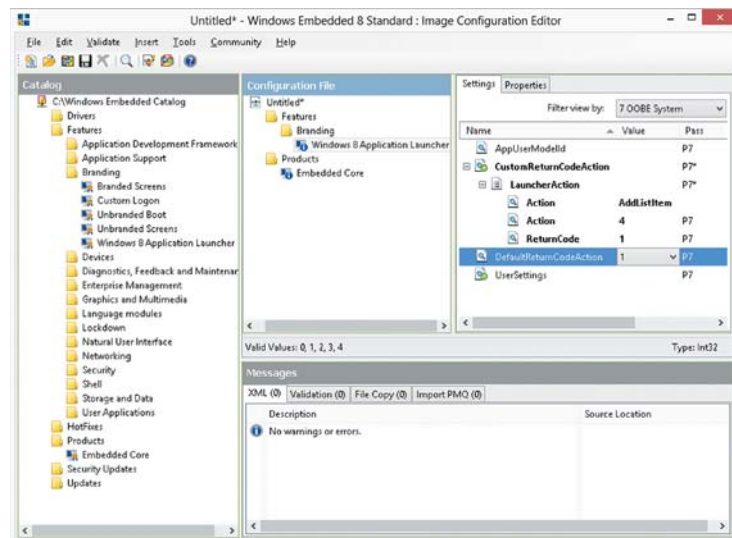 Untitled* - Windows Embedded 8 Standard : Image Configuration Editor
File Edit Validate Insert Tools Community Help
Catalog
C:\Windows Embedded Catalog
Drivers
Features
Application Development Framework
Application Support
Branding
Branded Screens
Custom Logon
Unbranded Boot
Unbranded Screens
Windows 8 Application Launcher
Devices
Diagnostics, Feedback and Maintenan
Enterprise Management
Graphics and Multimedia
Language modules
Lockdown
Natural User Interface
Networking
Security
Shell
Storage and Data
User Applications
HotFixes
Products
Embedded Core
Security Updates
Updates
Configuration File
Untitled*
Features
Branding
Windows 8 Application Launcher
Products
Embedded Core
Settings Properties
Filter view by: 7 OOBE System
Name Value Pass
AppUserModelId P7
CustomReturnCodeAction P7*
LauncherAction P7*
Action AddListItem
Action 4 P7
ReturnCode 1 P7
DefaultReturnCodeAction 1 P7
UserSettings P7
Valid Values: 0, 1, 2, 3, 4 Type: Int32
Messages
XML (0) Validation (0) File Copy (0) Import PMQ (0)
Description Source Location
No warnings or errors.